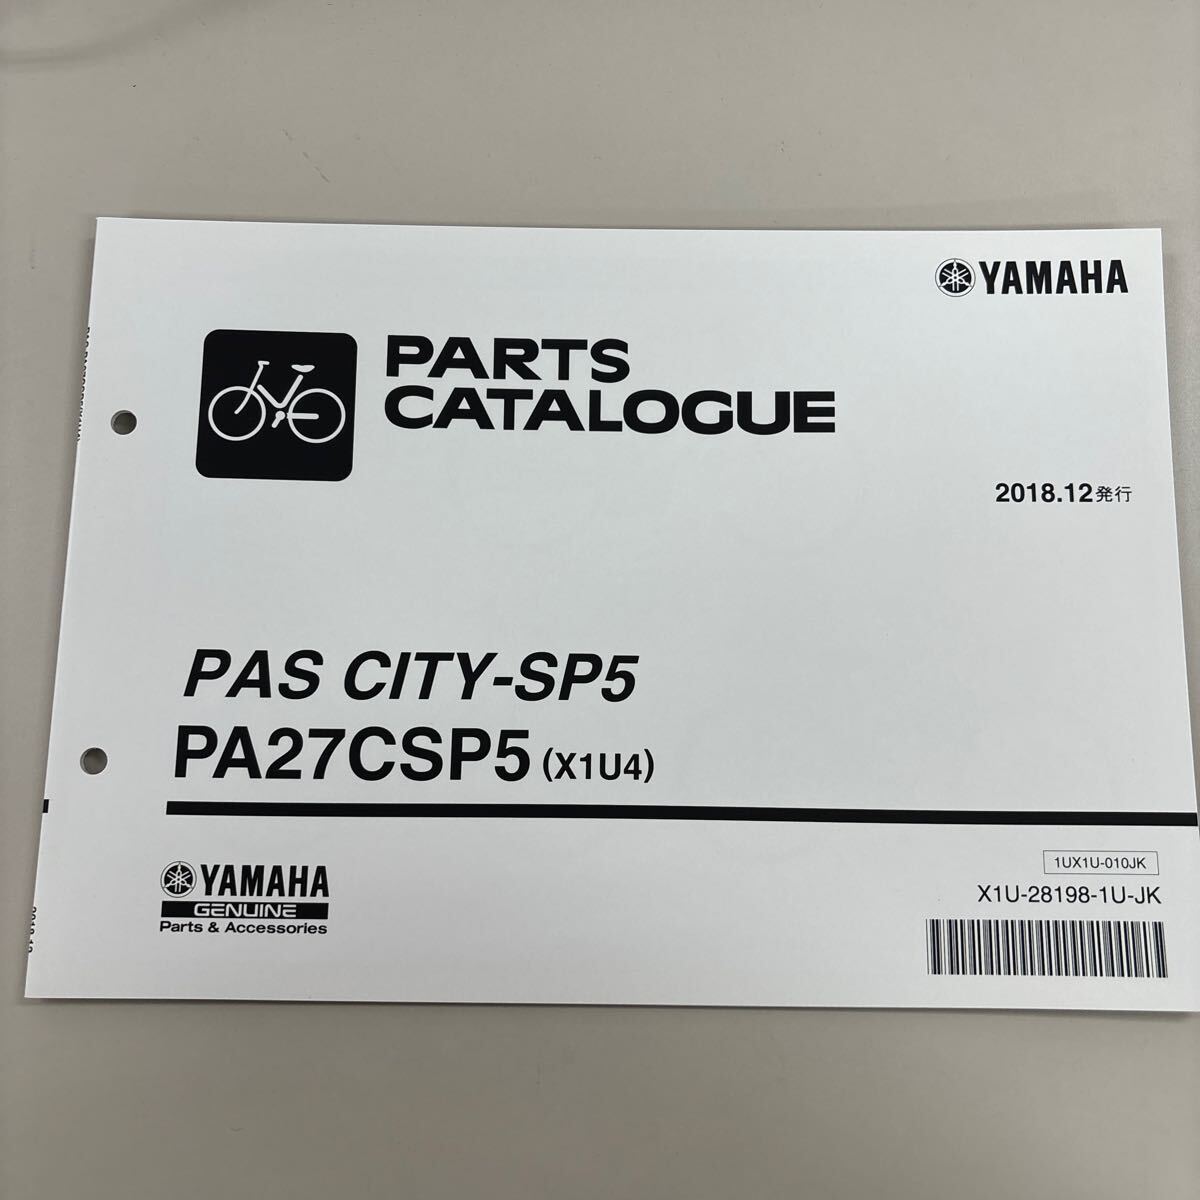 YAMAHA
PARTS
CATALOGUE
2018.12発行
PAS CITY-SP5
PA27CSP5 (X1U4)
1UX1U-010JK
X1U-28198-1U-JK
YAMAHA
GENUINE
Parts & Accessories